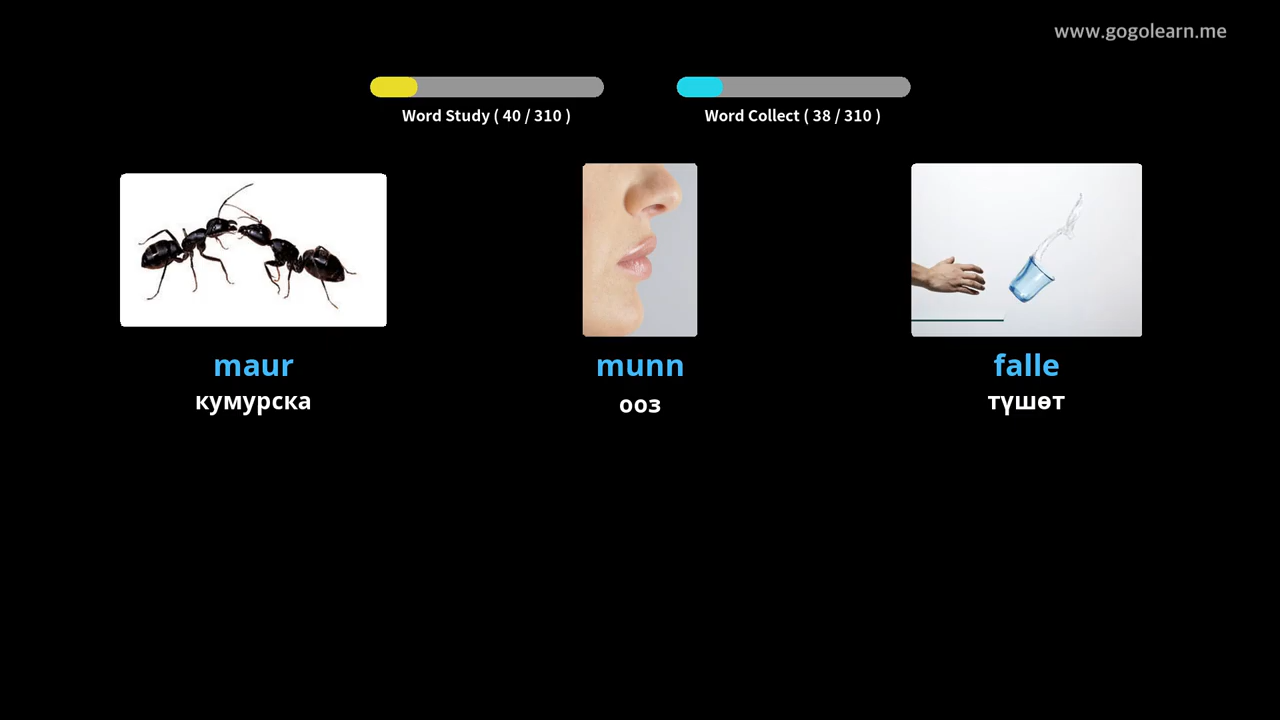 www.gogolearn.me
Word Study ( 40 / 310 )
Word Collect ( 38 / 310 )
maur
munn
falle
кумурска
ооз
түшөт